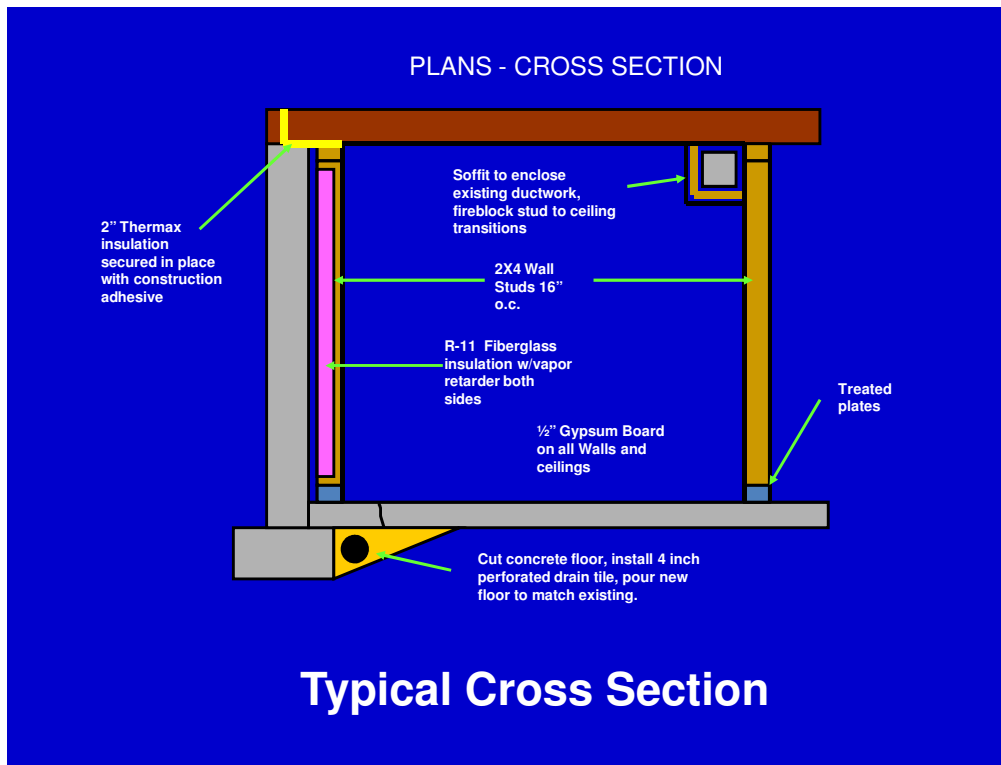 PLANS - CROSS SECTION
Soffit to enclose
existing ductwork,
fireblock stud to ceiling
transitions
2” Thermax
insulation
secured in place
with construction
adhesive
2X4 Wall
Studs 16”
o.c.
R-11 Fiberglass
insulation w/vapor
retarder both
sides
Treated
plates
½” Gypsum Board
on all Walls and
ceilings
Cut concrete floor, install 4 inch
perforated drain tile, pour new
floor to match existing.
Typical Cross Section